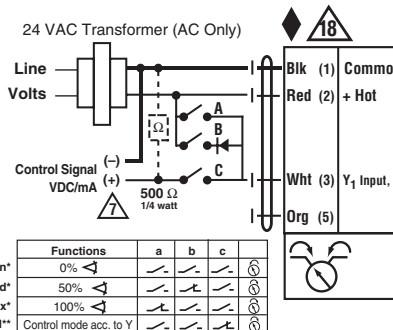 24 VAC Transformer (AC Only)
18
Line
Volts
Blk (1) Commo
Red (2) + Hot
A
Ω
B
C
Control Signal (–)
VDC/mA (+)
7
500 Ω
1/4 watt
Wht (3) Y1 Input,
Org (5)
Functions a b c
n* 0%
d* 50%
x* 100%
Control mode acc. to Y